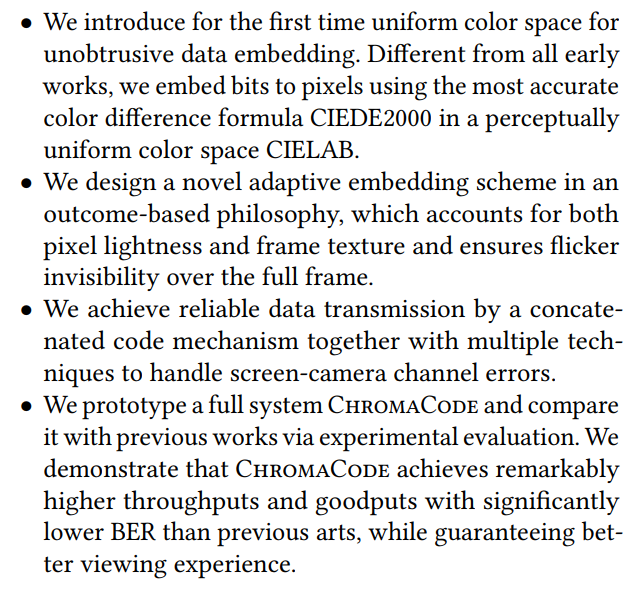 • We introduce for the first time uniform color space for
unobtrusive data embedding. Different from all early
works, we embed bits to pixels using the most accurate
color difference formula CIEDE2000 in a perceptually
uniform color space CIELAB.
• We design a novel adaptive embedding scheme in an
outcome-based philosophy, which accounts for both
pixel lightness and frame texture and ensures flicker
invisibility over the full frame.
• We achieve reliable data transmission by a concate-
nated code mechanism together with multiple tech-
niques to handle screen-camera channel errors.
• We prototype a full system ChromaCode and compare
it with previous works via experimental evaluation. We
demonstrate that ChromaCode achieves remarkably
higher throughputs and goodputs with significantly
lower BER than previous arts, while guaranteeing bet-
ter viewing experience.